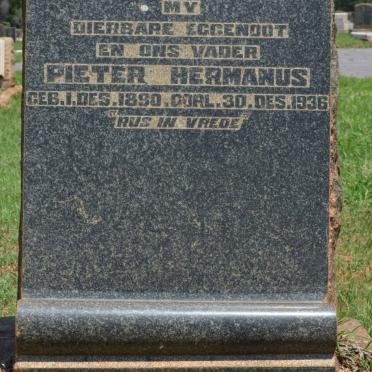 MY
DIERBARE EGGENOOT
EN ONS VADER
PIETER HERMANUS
GEB.1.DES.1890.OORL.30.DES.1936
"RUS IN VREDE"